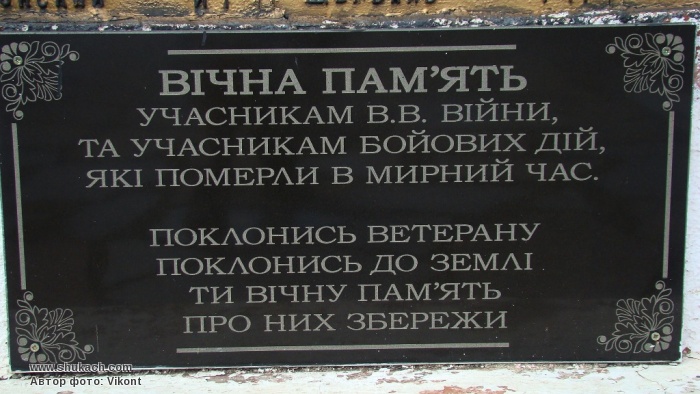 ВІЧНА ПАМ’ЯТЬ
УЧАСНИКАМ В.В. ВІЙНИ,
ТА УЧАСНИКАМ БОЙОВИХ ДІЙ,
ЯКІ ПОМЕРЛИ В МИРНИЙ ЧАС.
ПОКЛОНИСЬ ВЕТЕРАНУ
ПОКЛОНИСЬ ДО ЗЕМЛІ
ТИ ВІЧНУ ПАМ’ЯТЬ
ПРО НИХ ЗБЕРЕЖИ
www.shukach.com
Автор фото: Vikont